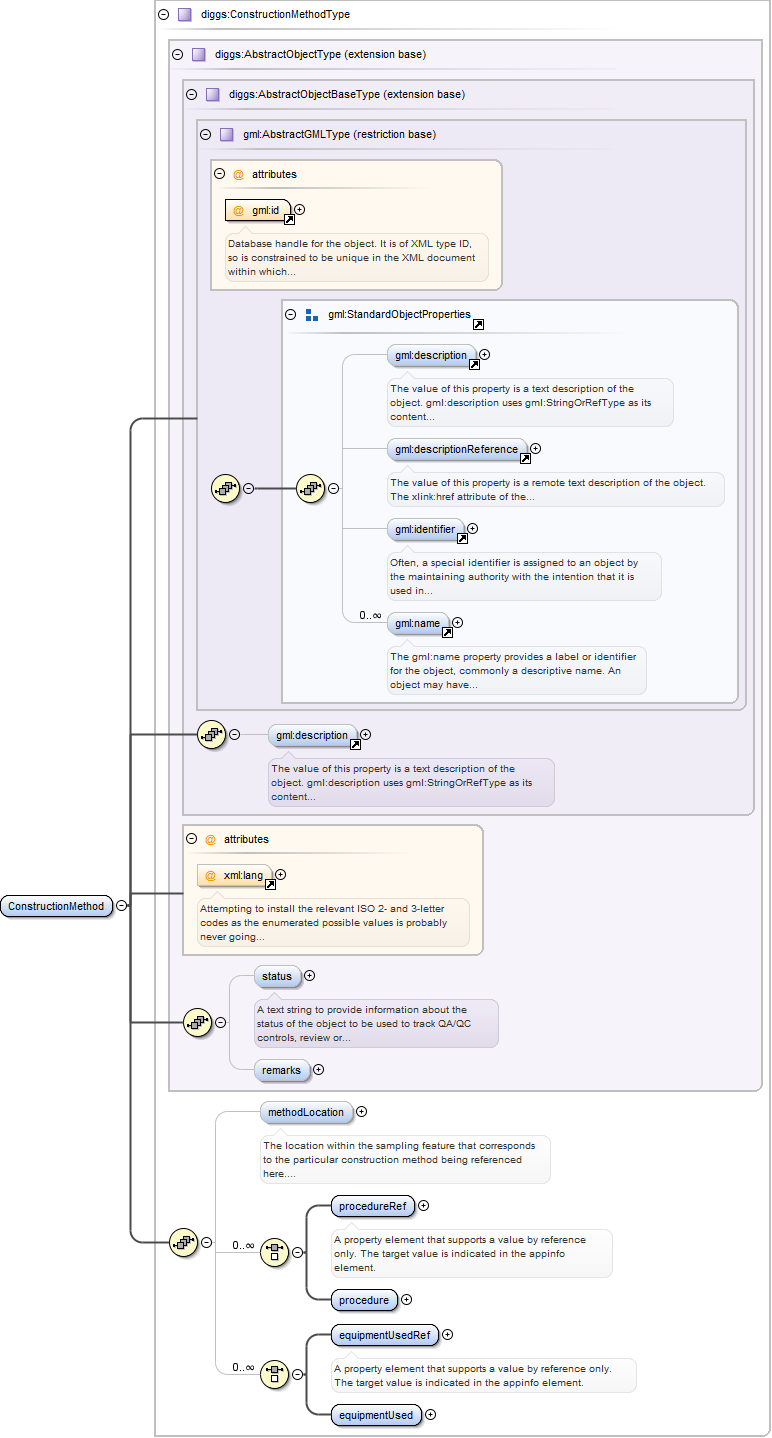 diggs:ConstructionMethodType
diggs:AbstractObjectType (extension base)
diggs:AbstractObjectBaseType (extension base)
gml:AbstractGMLType (restriction base)
@ attributes
@ gml:id
Database handle for the object. It is of XML type ID,
so is constrained to be unique in the XML document
within which...
gml:StandardObjectProperties
gml:description
The value of this property is a text description of the
object. gml:description uses gml:StringOrRefType as its
content...
gml:descriptionReference
The value of this property is a remote text description of the object.
The xlink:href attribute of the...
gml:identifier
Often, a special identifier is assigned to an object by
the maintaining authority with the intention that it is
used in...
0..∞
gml:name
The gml:name property provides a label or identifier
for the object, commonly a descriptive name. An
object may have...
gml:description
The value of this property is a text description of the
object. gml:description uses gml:StringOrRefType as its
content...
@ attributes
@ xml:lang
Attempting to install the relevant ISO 2- and 3-letter
codes as the enumerated possible values is probably
never going...
ConstructionMethod
status
A text string to provide information about the
status of the object to be used to track QA/QC
controls, review or...
remarks
methodLocation
The location within the sampling feature that corresponds
to the particular construction method being referenced
here....
procedureRef
0..∞
A property element that supports a value by reference
only. The target value is indicated in the appinfo
element.
procedure
equipmentUsedRef
0..∞
A property element that supports a value by reference only.
The target value is indicated in the appinfo element.
equipmentUsed